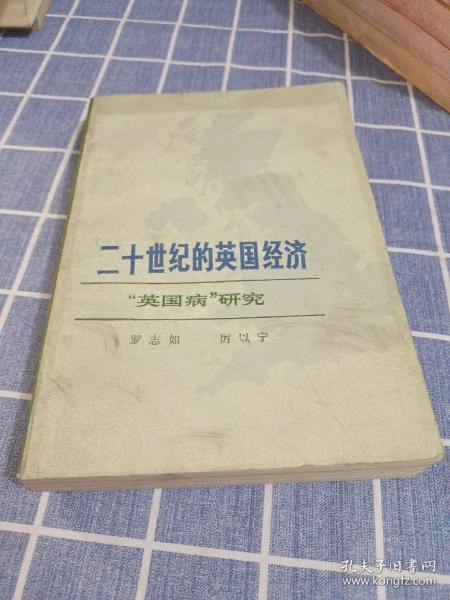 二十世纪的英国经济
“英国病”研究
罗志如 厉以宁
孔夫子旧书网
www.kongfz.com